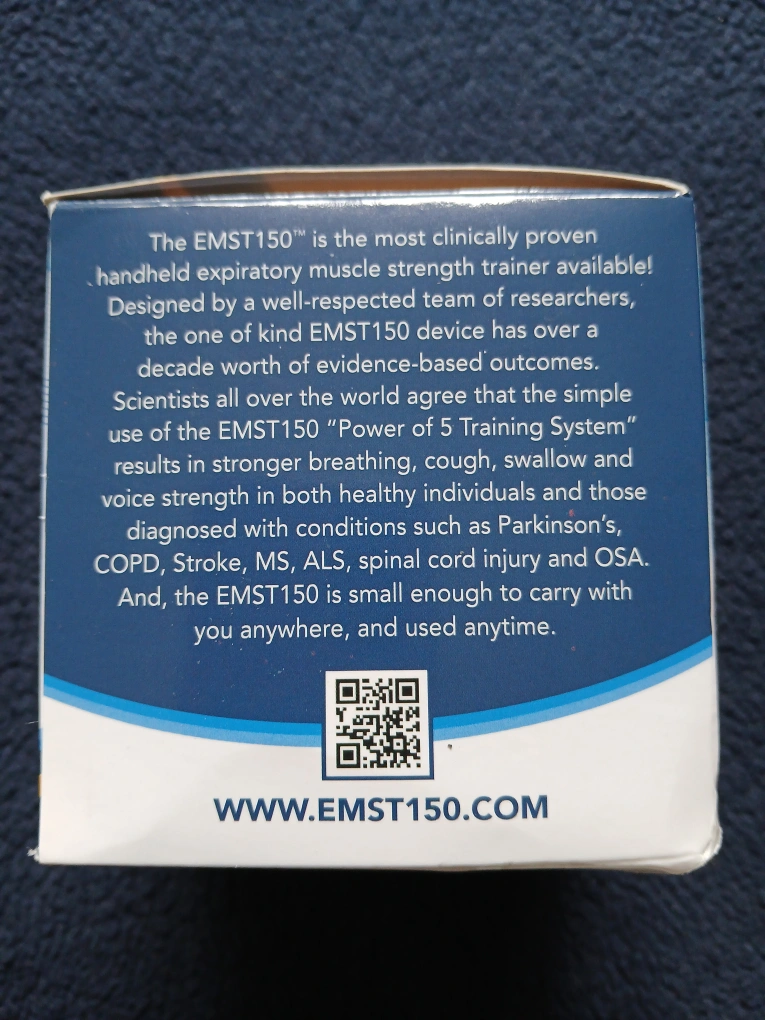 The EMST150™ is the most clinically proven
handheld expiratory muscle strength trainer available!
Designed by a well-respected team of researchers,
the one of kind EMST150 device has over a
decade worth of evidence-based outcomes.
Scientists all over the world agree that the simple
use of the EMST150 “Power of 5 Training System”
results in stronger breathing, cough, swallow and
voice strength in both healthy individuals and those
diagnosed with conditions such as Parkinson’s,
COPD, Stroke, MS, ALS, spinal cord injury and OSA.
And, the EMST150 is small enough to carry with
you anywhere, and used anytime.
WWW.EMST150.COM